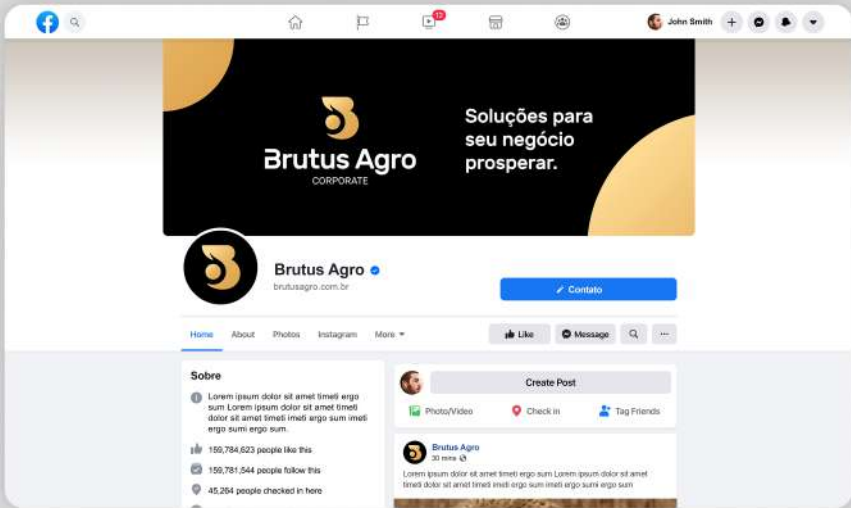 12
John Smith
Brutus Agro
CORPORATE
Soluções para
seu negócio
prosperar.
Brutus Agro
brutusagro.com.br
Contato
Home About Photos Instagram More
Like Message
Sobre
Lorem ipsum dolor sit amet timeti ergo
sum Lorem ipsum dolor sit amet timeti
dolor sit amet timeti imeti ergo sum imeti
ergo sumi ergo sum.
159,784,623 people like this
159,781,544 people follow this
45,264 people checked in here
Create Post
Photo/Video Check in Tag Friends
Brutus Agro
30 mins
Lorem ipsum dolor sit amet timeti ergo sum Lorem ipsum dolor sit amet
timeti dolor sit amet timeti imeti ergo sum imeti ergo sumi ergo sum